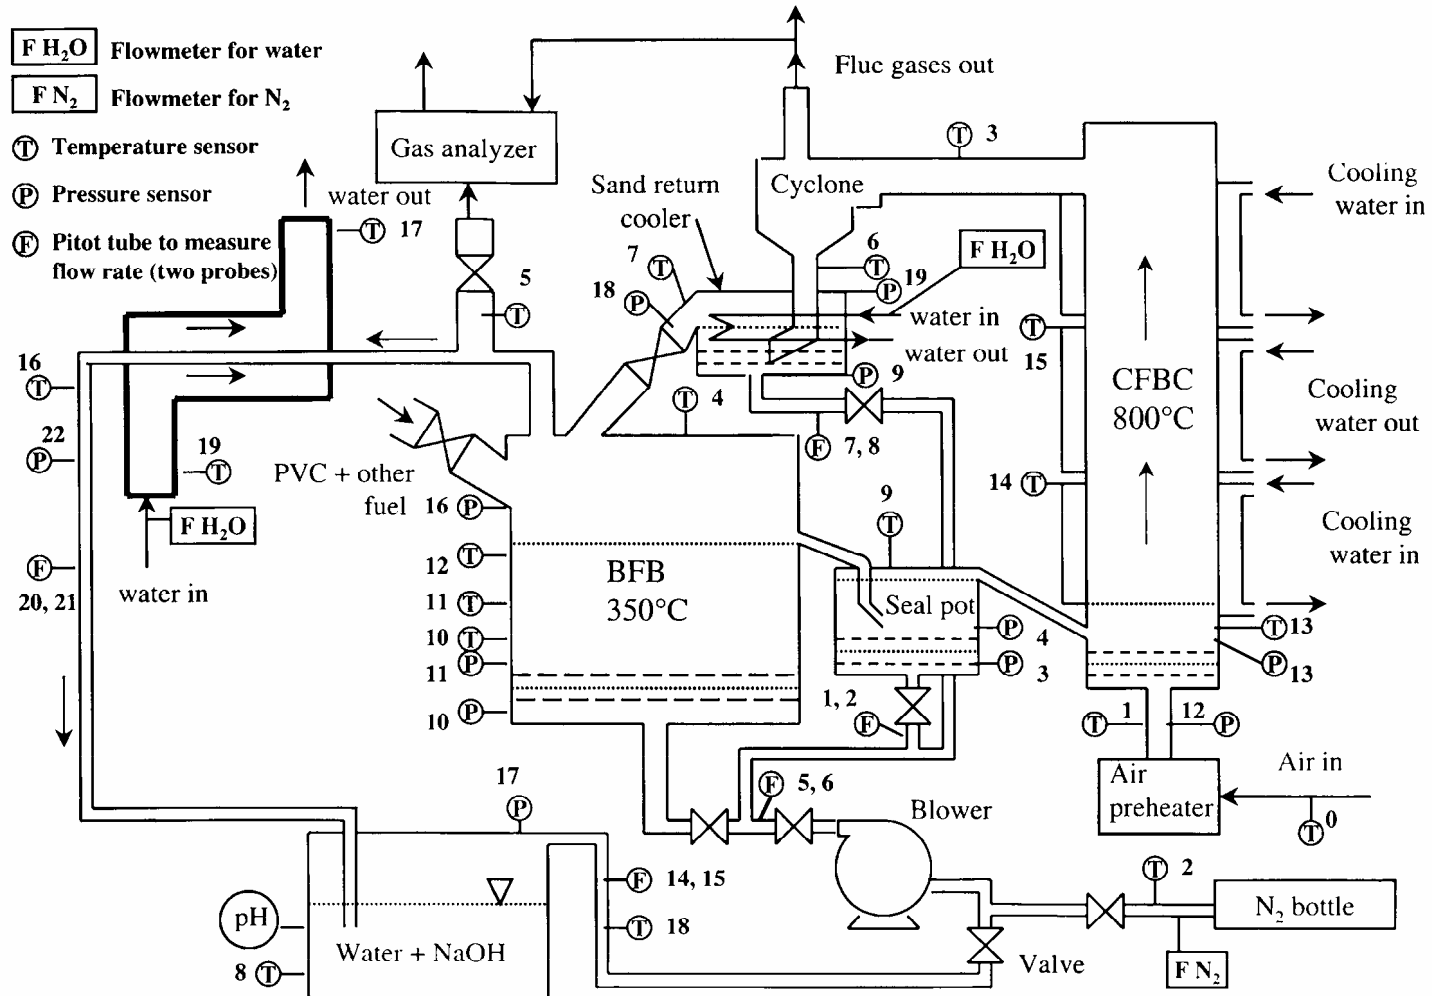 F H₂O Flowmeter for water
F N₂ Flowmeter for N₂
T Temperature sensor
P Pressure sensor
F Pitot tube to measure
flow rate (two probes)
Gas analyzer
Flue gases out
water out
T 17
5
T
Sand return
cooler
Cyclone
T 3
Cooling
water in
7
T
18
P
6
T
19
P
F H₂O
water in
water out
P 9
T
15
CFBC
800°C
Cooling
water out
16
T
22
P
19
T
F H₂O
water in
F
20, 21
PVC + other
fuel
T 4
F 7, 8
14 T
Cooling
water in
16 P
12 T
11 T
10 T
11 P
10 P
BFB
350°C
9
T
Seal pot
P 4
P 3
T 13
P 13
1, 2
F
T 1
12 P
Air
preheater
Air in
T 0
17
P
F 5, 6
Blower
F 14, 15
T 18
T 2
N₂ bottle
F N₂
Valve
pH
8 T
Water + NaOH